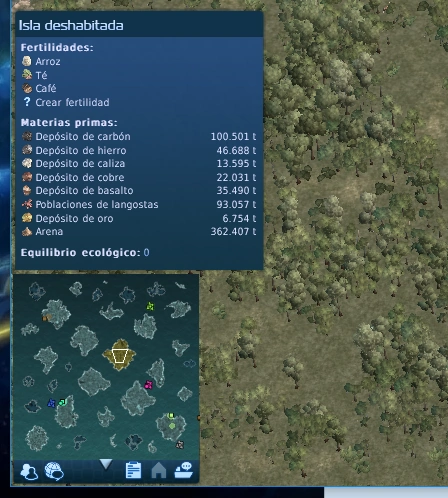 Isla deshabitada
Fertilidades:
Arroz
Té
Café
? Crear fertilidad
Materias primas:
Depósito de carbón 100.501 t
Depósito de hierro 46.688 t
Depósito de caliza 13.595 t
Depósito de cobre 22.031 t
Depósito de basalto 35.490 t
Poblaciones de langostas 93.057 t
Depósito de oro 6.754 t
Arena 362.407 t
Equilibrio ecológico: 0